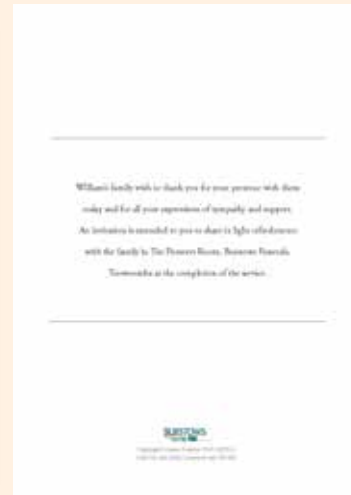 William's family wish to thank you for your presence with them
today and for all your expressions of sympathy and support.
An invitation is extended to you to share in light refreshments
with the family in The Pioneer Room, Burstows Funerals,
Toowoomba at the completion of the service.
BURSTOWS